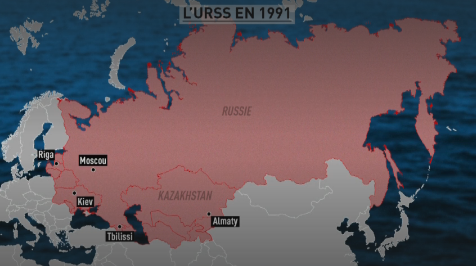 L'URSS EN 1991
RUSSIE
Riga
Moscou
KAZAKHSTAN
Kiev
Almaty
Tbilissi